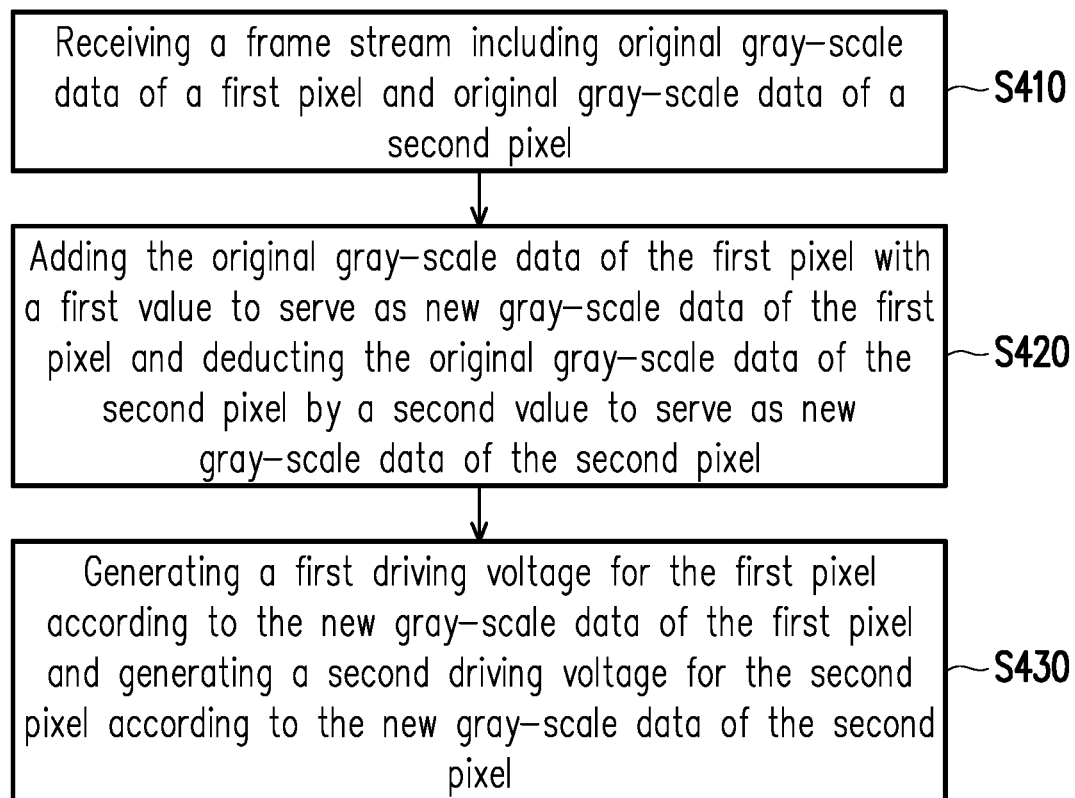 Receiving a frame stream including original gray-scale
data of a first pixel and original gray-scale data of a
second pixel
S410
Adding the original gray-scale data of the first pixel with
a first value to serve as new gray-scale data of the first
pixel and deducting the original gray-scale data of the
second pixel by a second value to serve as new
gray-scale data of the second pixel
S420
Generating a first driving voltage for the first pixel
according to the new gray-scale data of the first pixel
and generating a second driving voltage for the second
pixel according to the new gray-scale data of the second
pixel
S430